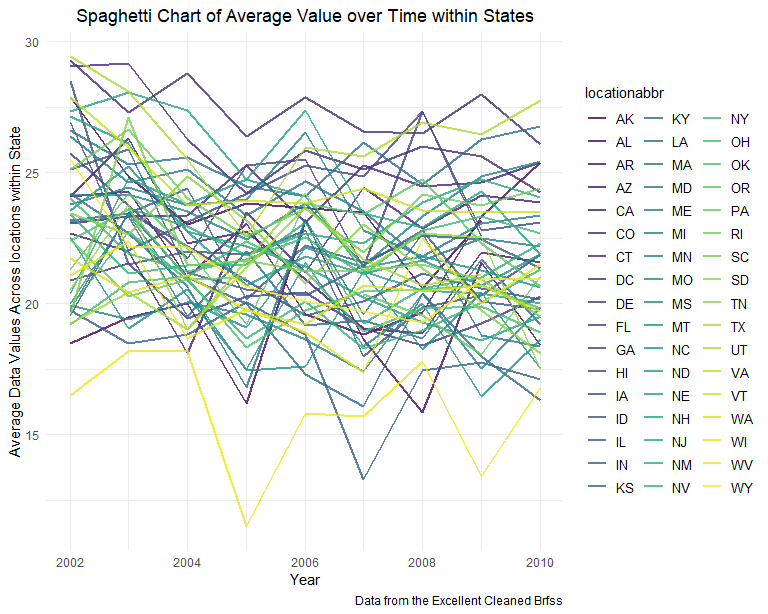 Spaghetti Chart of Average Value over Time within States
Average Data Values Across locations within State
30
25
20
15
2002
2004
2006
2008
2010
Year
locationabbr
AK
AL
AR
AZ
CA
CO
CT
DC
DE
FL
GA
HI
IA
ID
IL
IN
KS
KY
LA
MA
MD
ME
MI
MN
MO
MS
MT
NC
ND
NE
NH
NJ
NM
NV
NY
OH
OK
OR
PA
RI
SC
SD
TN
TX
UT
VA
VT
WA
WI
WV
WY
Data from the Excellent Cleaned Brfss